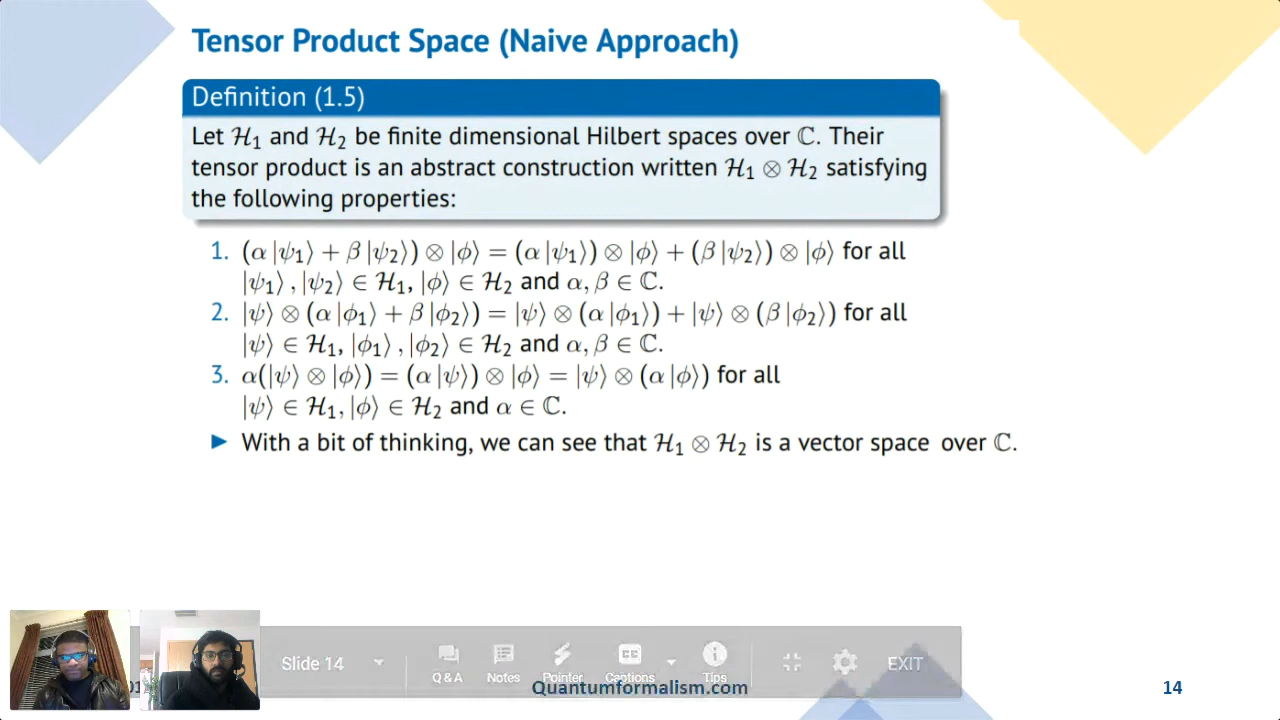 Tensor Product Space (Naive Approach)
Definition (1.5)
Let ℋ₁ and ℋ₂ be finite dimensional Hilbert spaces over ℂ. Their
tensor product is an abstract construction written ℋ₁ ⊗ ℋ₂ satisfying
the following properties:
1. (α|ψ₁⟩ + β|ψ₂⟩) ⊗ |ϕ⟩ = (α|ψ₁⟩) ⊗ |ϕ⟩ + (β|ψ₂⟩) ⊗ |ϕ⟩ for all
|ψ₁⟩, |ψ₂⟩ ∈ ℋ₁, |ϕ⟩ ∈ ℋ₂ and α, β ∈ ℂ.
2. |ψ⟩ ⊗ (α|ϕ₁⟩ + β|ϕ₂⟩) = |ψ⟩ ⊗ (α|ϕ₁⟩) + |ψ⟩ ⊗ (β|ϕ₂⟩) for all
|ψ⟩ ∈ ℋ₁, |ϕ₁⟩, |ϕ₂⟩ ∈ ℋ₂ and α, β ∈ ℂ.
3. α(|ψ⟩ ⊗ |ϕ⟩) = (α|ψ⟩) ⊗ |ϕ⟩ = |ψ⟩ ⊗ (α|ϕ⟩) for all
|ψ⟩ ∈ ℋ₁, |ϕ⟩ ∈ ℋ₂ and α ∈ ℂ.
▶ With a bit of thinking, we can see that ℋ₁ ⊗ ℋ₂ is a vector space over ℂ.
Slide 14
Q & A Notes Pointer Captions Tips
CC
EXIT
Quantumformalism.com
14